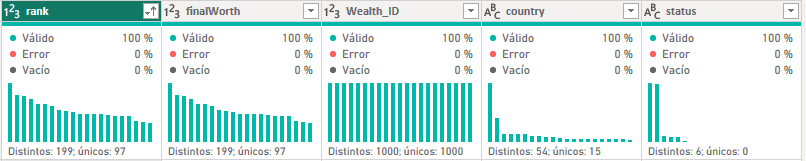 1²3 rank
Válido 100 %
Error 0 %
Vacío 0 %
Distintos: 199; únicos: 97
1²3 finalWorth
Válido 100 %
Error 0 %
Vacío 0 %
Distintos: 199; únicos: 97
1²3 Wealth_ID
Válido 100 %
Error 0 %
Vacío 0 %
Distintos: 1000; únicos: 1000
ABC country
Válido 100 %
Error 0 %
Vacío 0 %
Distintos: 54; únicos: 15
ABC status
Válido 100 %
Error 0 %
Vacío 0 %
Distintos: 6; únicos: 0